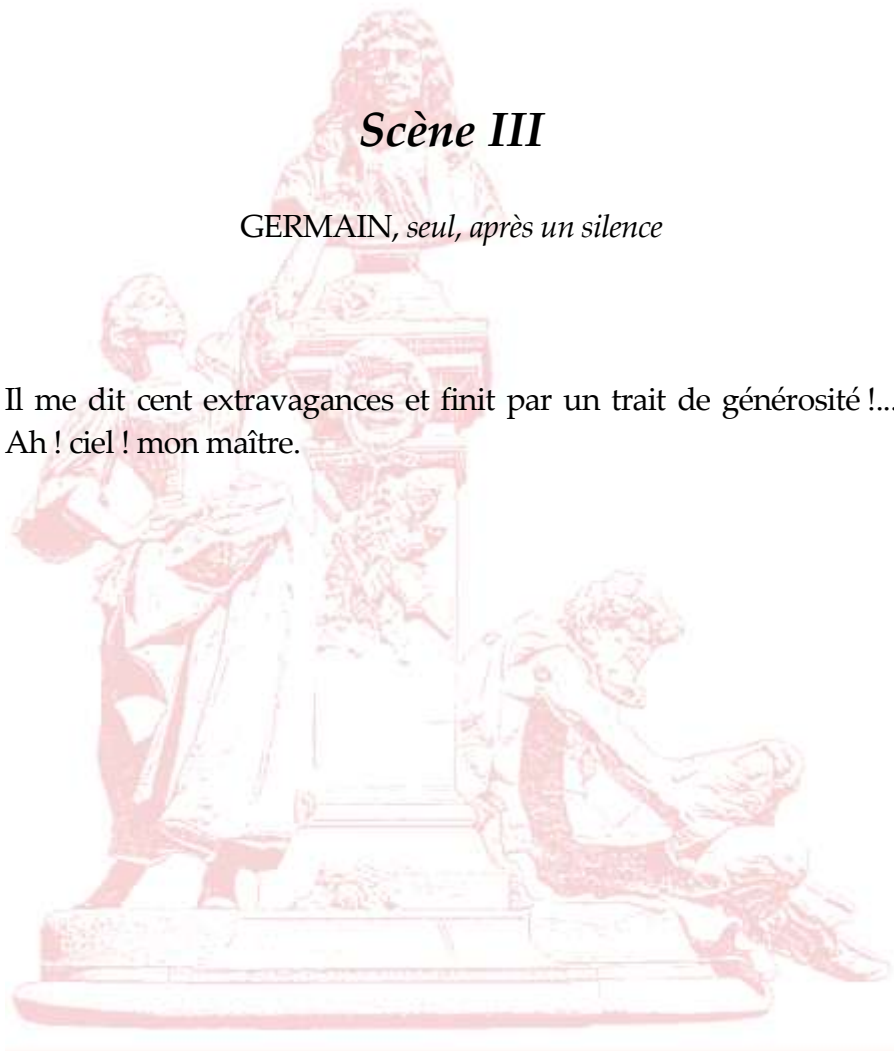 Scène III
GERMAIN, seul, après un silence
Il me dit cent extravagances et finit par un trait de générosité !...
Ah ! ciel ! mon maître.